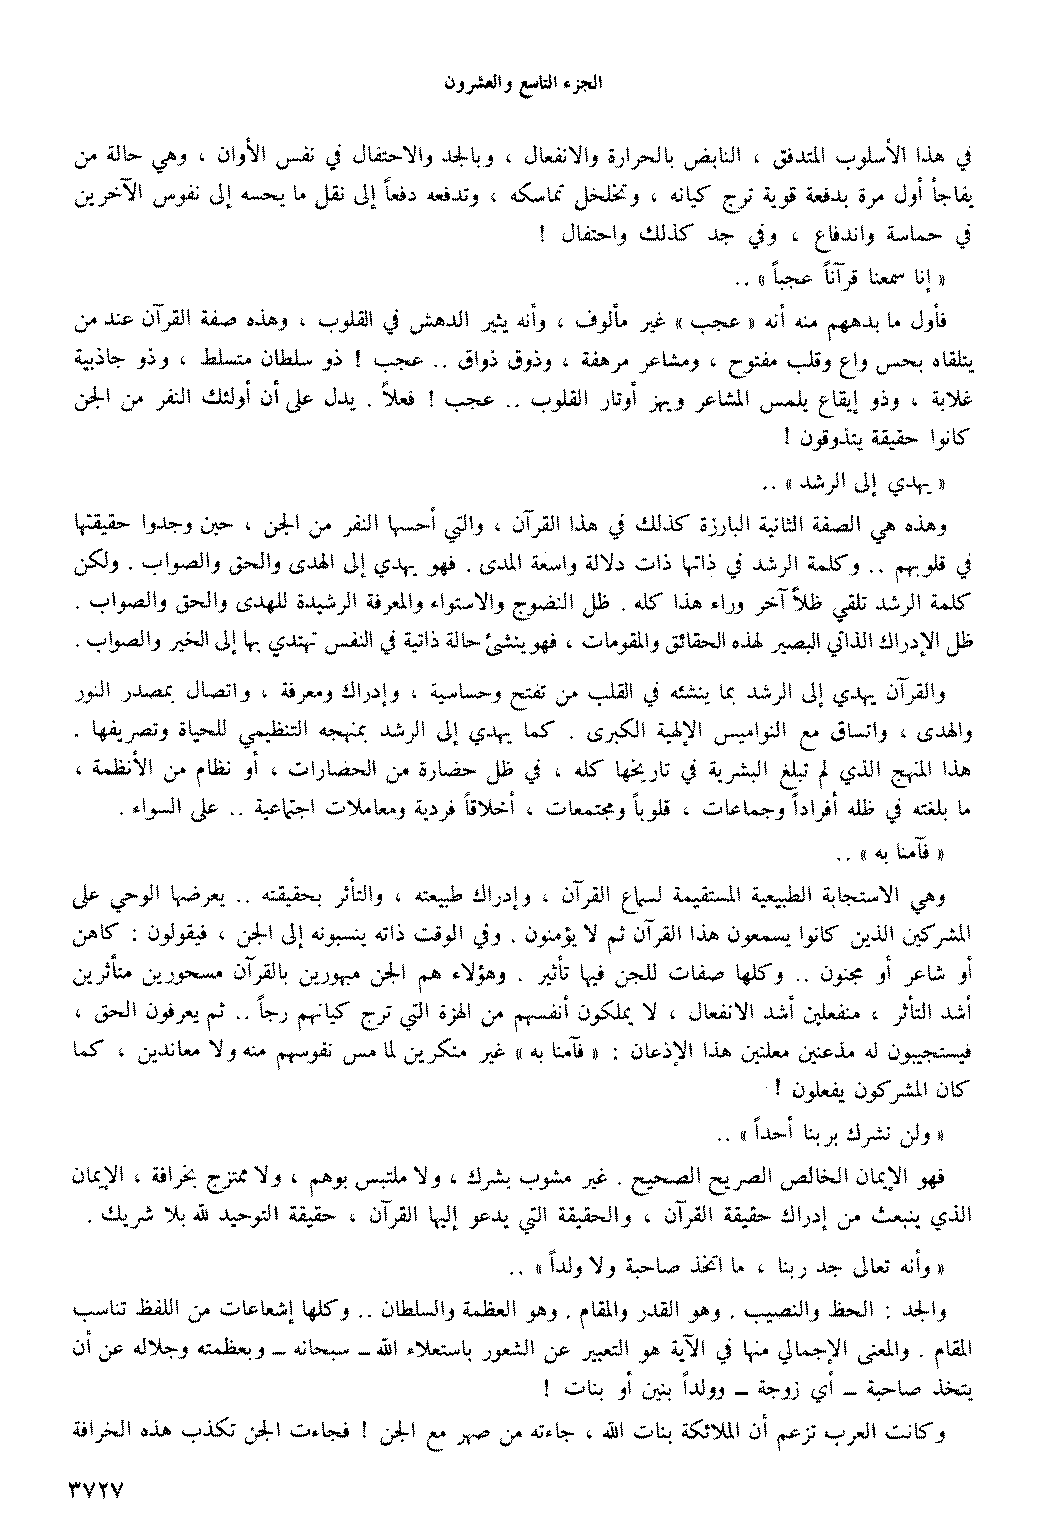 الجزء التاسع والعشرون
في هذا الأسلوب المتدفق ، النابض بالحرارة والانفعال ، وبالجد والاحتفال في نفس الأوان ، وهي حالة من
يفاجأ أول مرة بدفعة قوية ترج كيانه ، وتخلخل تماسكه ، وتدفعه دفعاً إلى نقل ما يحسه إلى نفوس الآخرين
في حماسة واندفاع ، وفي جد كذلك واحتفال !
« إنا سمعنا قرآناً عجباً » ..
فأول ما بدههم منه أنه « عجب » غير مألوف ، وأنه يثير الدهش في القلوب ، وهذه صفة القرآن عند من
يتلقاه بحس واع وقلب مفتوح ، ومشاعر مرهفة ، وذوق ذواق .. عجب ! ذو سلطان متسلط ، وذو جاذبية
غلابة ، وذو إيقاع يلمس المشاعر ويهز أوتار القلوب .. عجب ! فعلاً . يدل على أن أولئك النفر من الجن
كانوا حقيقة يتذوقون !
« يهدي إلى الرشد » ..
وهذه هي الصفة الثانية البارزة كذلك في هذا القرآن ، والتي أحسها النفر من الجن ، حين وجدوا حقيقتها
في قلوبهم .. وكلمة الرشد في ذاتها ذات دلالة واسعة المدى . فهو يهدي إلى الهدى والحق والصواب . ولكن
كلمة الرشد تلقي ظلاً آخر وراء هذا كله . ظل النضوج والاستواء والمعرفة الرشيدة للهدى والحق والصواب .
ظل الإدراك الذاتي البصير لهذه الحقائق والمقومات ، فهو ينشئ حالة ذاتية في النفس تهتدي بها إلى الخير والصواب .
والقرآن يهدي إلى الرشد بما ينشئه في القلب من تفتح وحساسية ، وإدراك ومعرفة ، واتصال بمصدر النور
والهدى ، واتساق مع النواميس الإلهية الكبرى . كما يهدي إلى الرشد بمنهجه التنظيمي للحياة وتصريفها .
هذا المنهج الذي لم تبلغ البشرية في تاريخها كله ، في ظل حضارة من الحضارات ، أو نظام من الأنظمة ،
ما بلغته في ظله أفراداً وجماعات ، قلوباً ومجتمعات ، أخلاقاً فردية ومعاملات اجتماعية .. على السواء .
« فآمنا به » ..
وهي الاستجابة الطبيعية المستقيمة لسماع القرآن ، وإدراك طبيعته ، والتأثر بحقيقته .. يعرضها الوحي على
المشركين الذين كانوا يسمعون هذا القرآن ثم لا يؤمنون . وفي الوقت ذاته ينسبونه إلى الجن ، فيقولون : كاهن
أو شاعر أو مجنون .. وكلها صفات للجن فيها تأثير . وهؤلاء هم الجن مبهورين بالقرآن مسحورين متأثرين
أشد التأثر ، منفعلين أشد الانفعال ، لا يملكون أنفسهم من الهزة التي ترج كيانهم رجاً .. ثم يعرفون الحق ،
فيستجيبون له مذعنين معلنين هذا الإذعان : « فآمنا به » غير منكرين لما مس نفوسهم منه ولا معاندين ، كما
كان المشركون يفعلون !
« ولن نشرك بربنا أحداً » ..
فهو الإيمان الخالص الصريح الصحيح . غير مشوب بشرك ، ولا ملتبس بوهم ، ولا ممتزج بخرافة ، الإيمان
الذي ينبعث من إدراك حقيقة القرآن ، والحقيقة التي يدعو إليها القرآن ، حقيقة التوحيد لله بلا شريك .
« وأنه تعالى جد ربنا ، ما اتخذ صاحبة ولا ولداً » ..
والجد : الحظ والنصيب . وهو القدر والمقام . وهو العظمة والسلطان .. وكلها إشعاعات من اللفظ تناسب
المقام . والمعنى الإجمالي منها في الآية هو التعبير عن الشعور باستعلاء الله ــ سبحانه ــ وبعظمته وجلاله عن أن
يتخذ صاحبة ــ أي زوجة ــ وولداً بنين أو بنات !
وكانت العرب تزعم أن الملائكة بنات الله ، جاءته من صهر مع الجن ! فجاءت الجن تكذب هذه الخرافة
٣٧٢٧